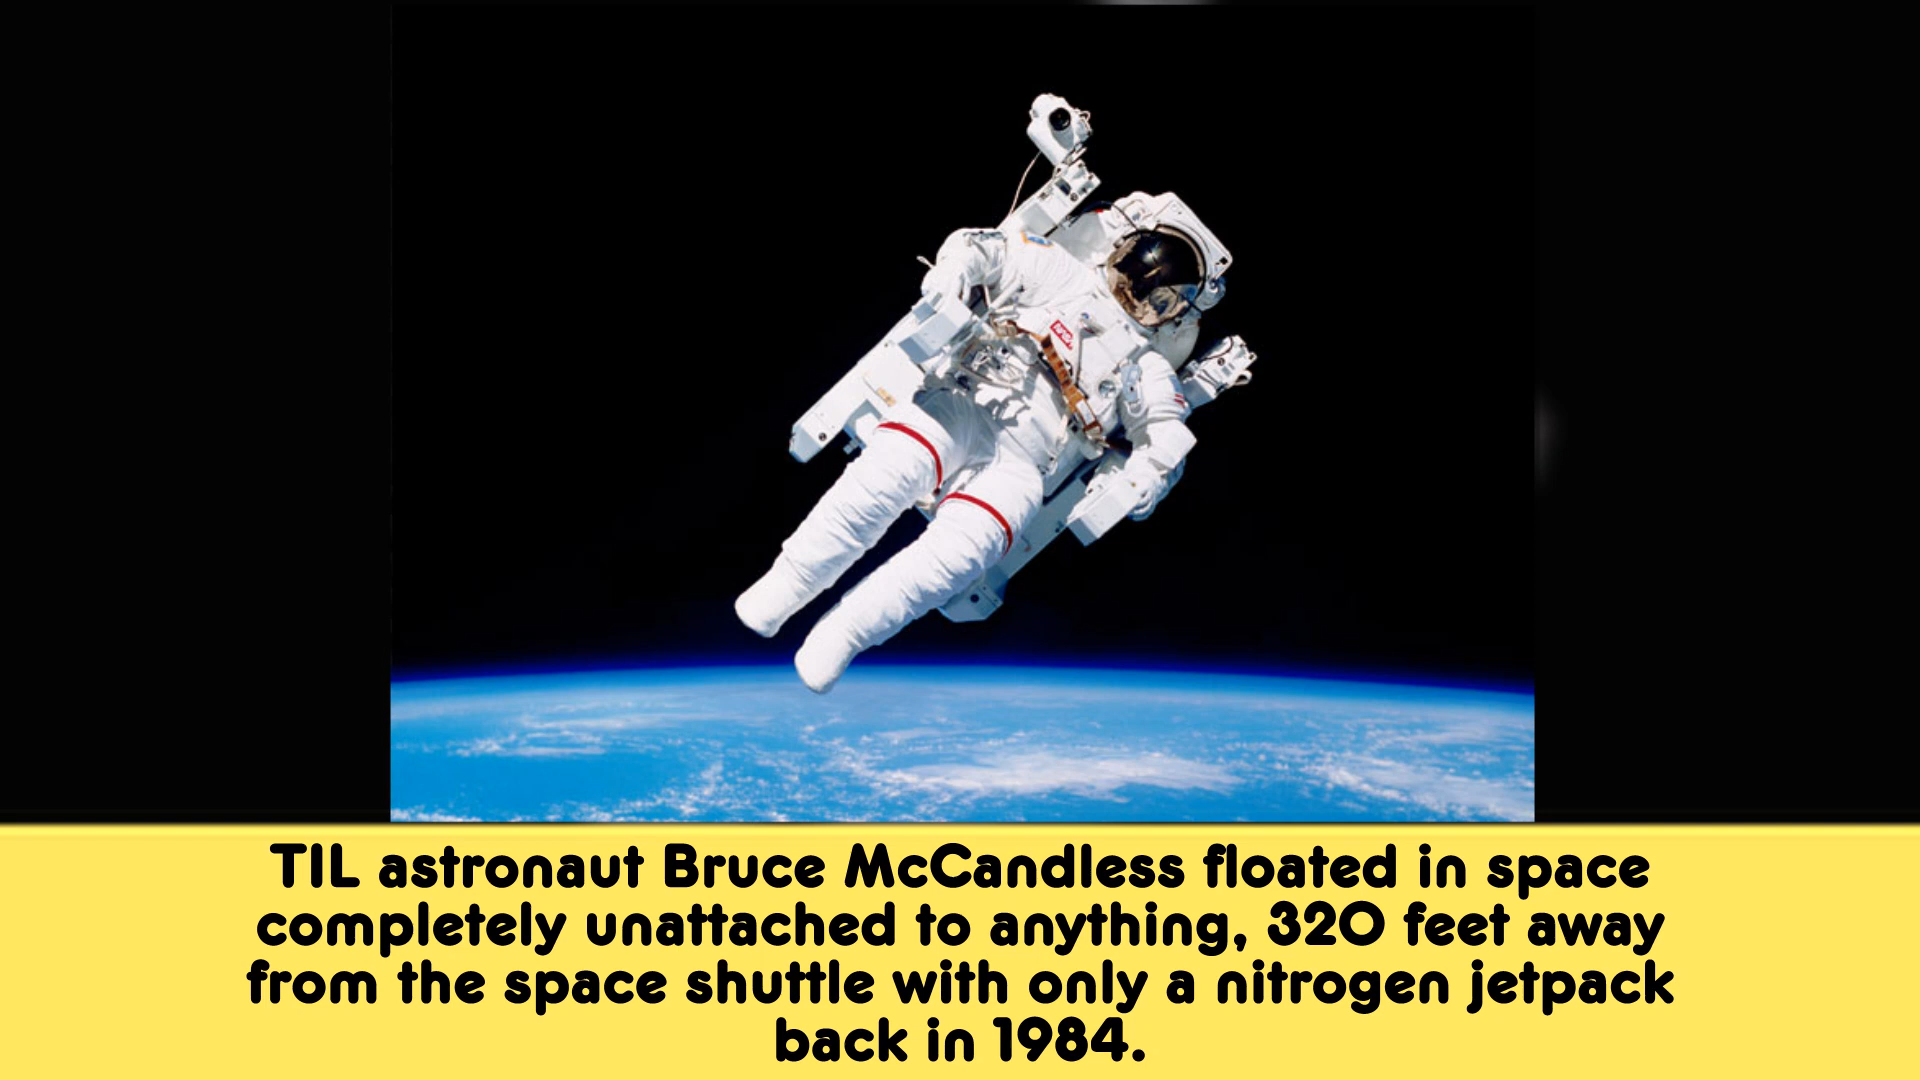 NASA
TIL astronaut Bruce McCandless floated in space
completely unattached to anything, 320 feet away
from the space shuttle with only a nitrogen jetpack
back in 1984.